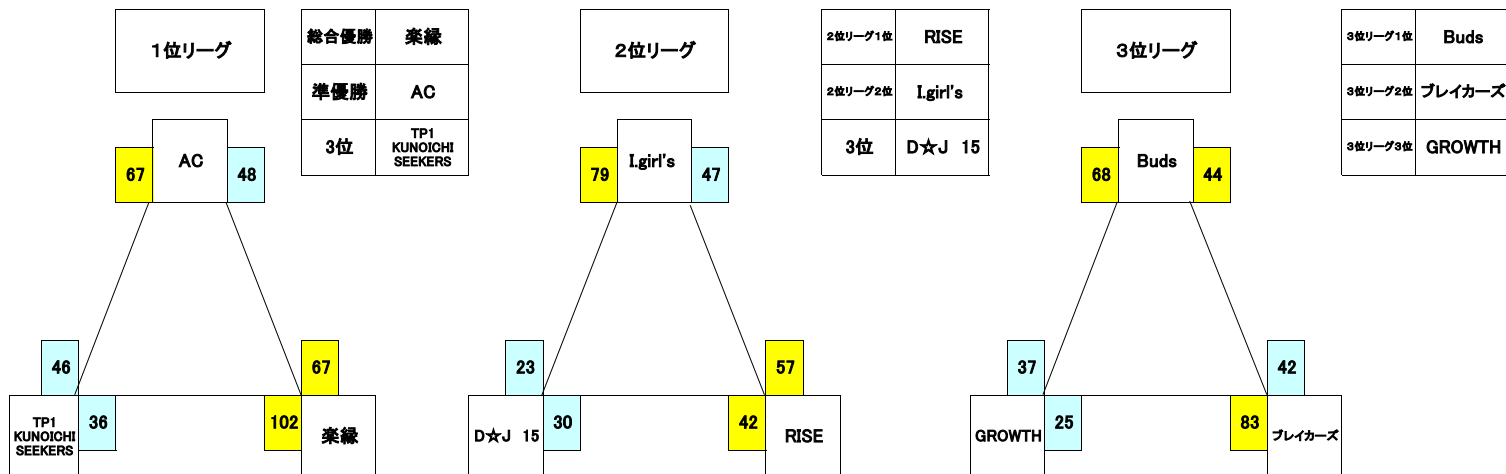 1位リーグ
総合優勝 楽縁
準優勝 AC
3位 TP1
KUNOICHI
SEEKERS
AC
67
48
46
67
TP1
KUNOICHI
SEEKERS
36
102
楽縁
2位リーグ
2位リーグ1位 RISE
2位リーグ2位 I.girl's
3位 D☆J 15
I.girl's
79
47
23
57
D☆J 15
30
42
RISE
3位リーグ
3位リーグ1位 Buds
3位リーグ2位 ブレイカーズ
3位リーグ3位 GROWTH
Buds
68
44
37
42
GROWTH
25
83
ブレイカーズ